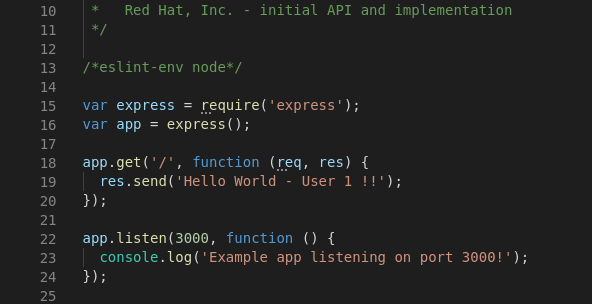 10 *   Red Hat, Inc. - initial API and implementation
11 */
12
13 /*eslint-env node*/
14
15 var express = require('express');
16 var app = express();
17
18 app.get('/', function (req, res) {
19   res.send('Hello World - User 1 !!');
20 });
21
22 app.listen(3000, function () {
23   console.log('Example app listening on port 3000!');
24 });
25